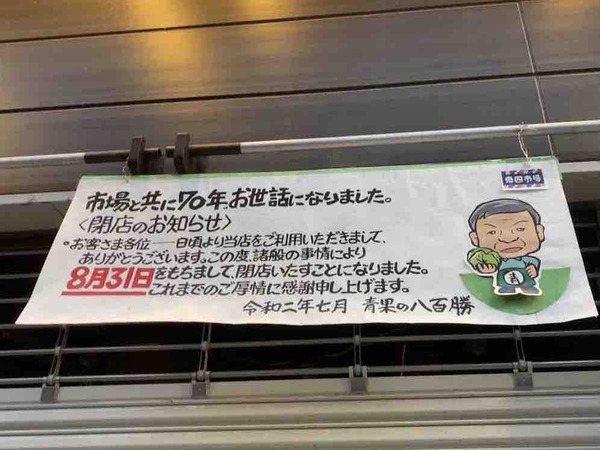 市場と共に70年、お世話になりました。
〈閉店のお知らせ〉
・お客さま各位――日頃より当店をご利用いただきまして、
ありがとうございます。この度、諸般の事情により
8月31日をもちまして、閉店いたすことになりました。
これまでのご厚情に感謝申し上げます。
令和二年七月 青果の八百勝